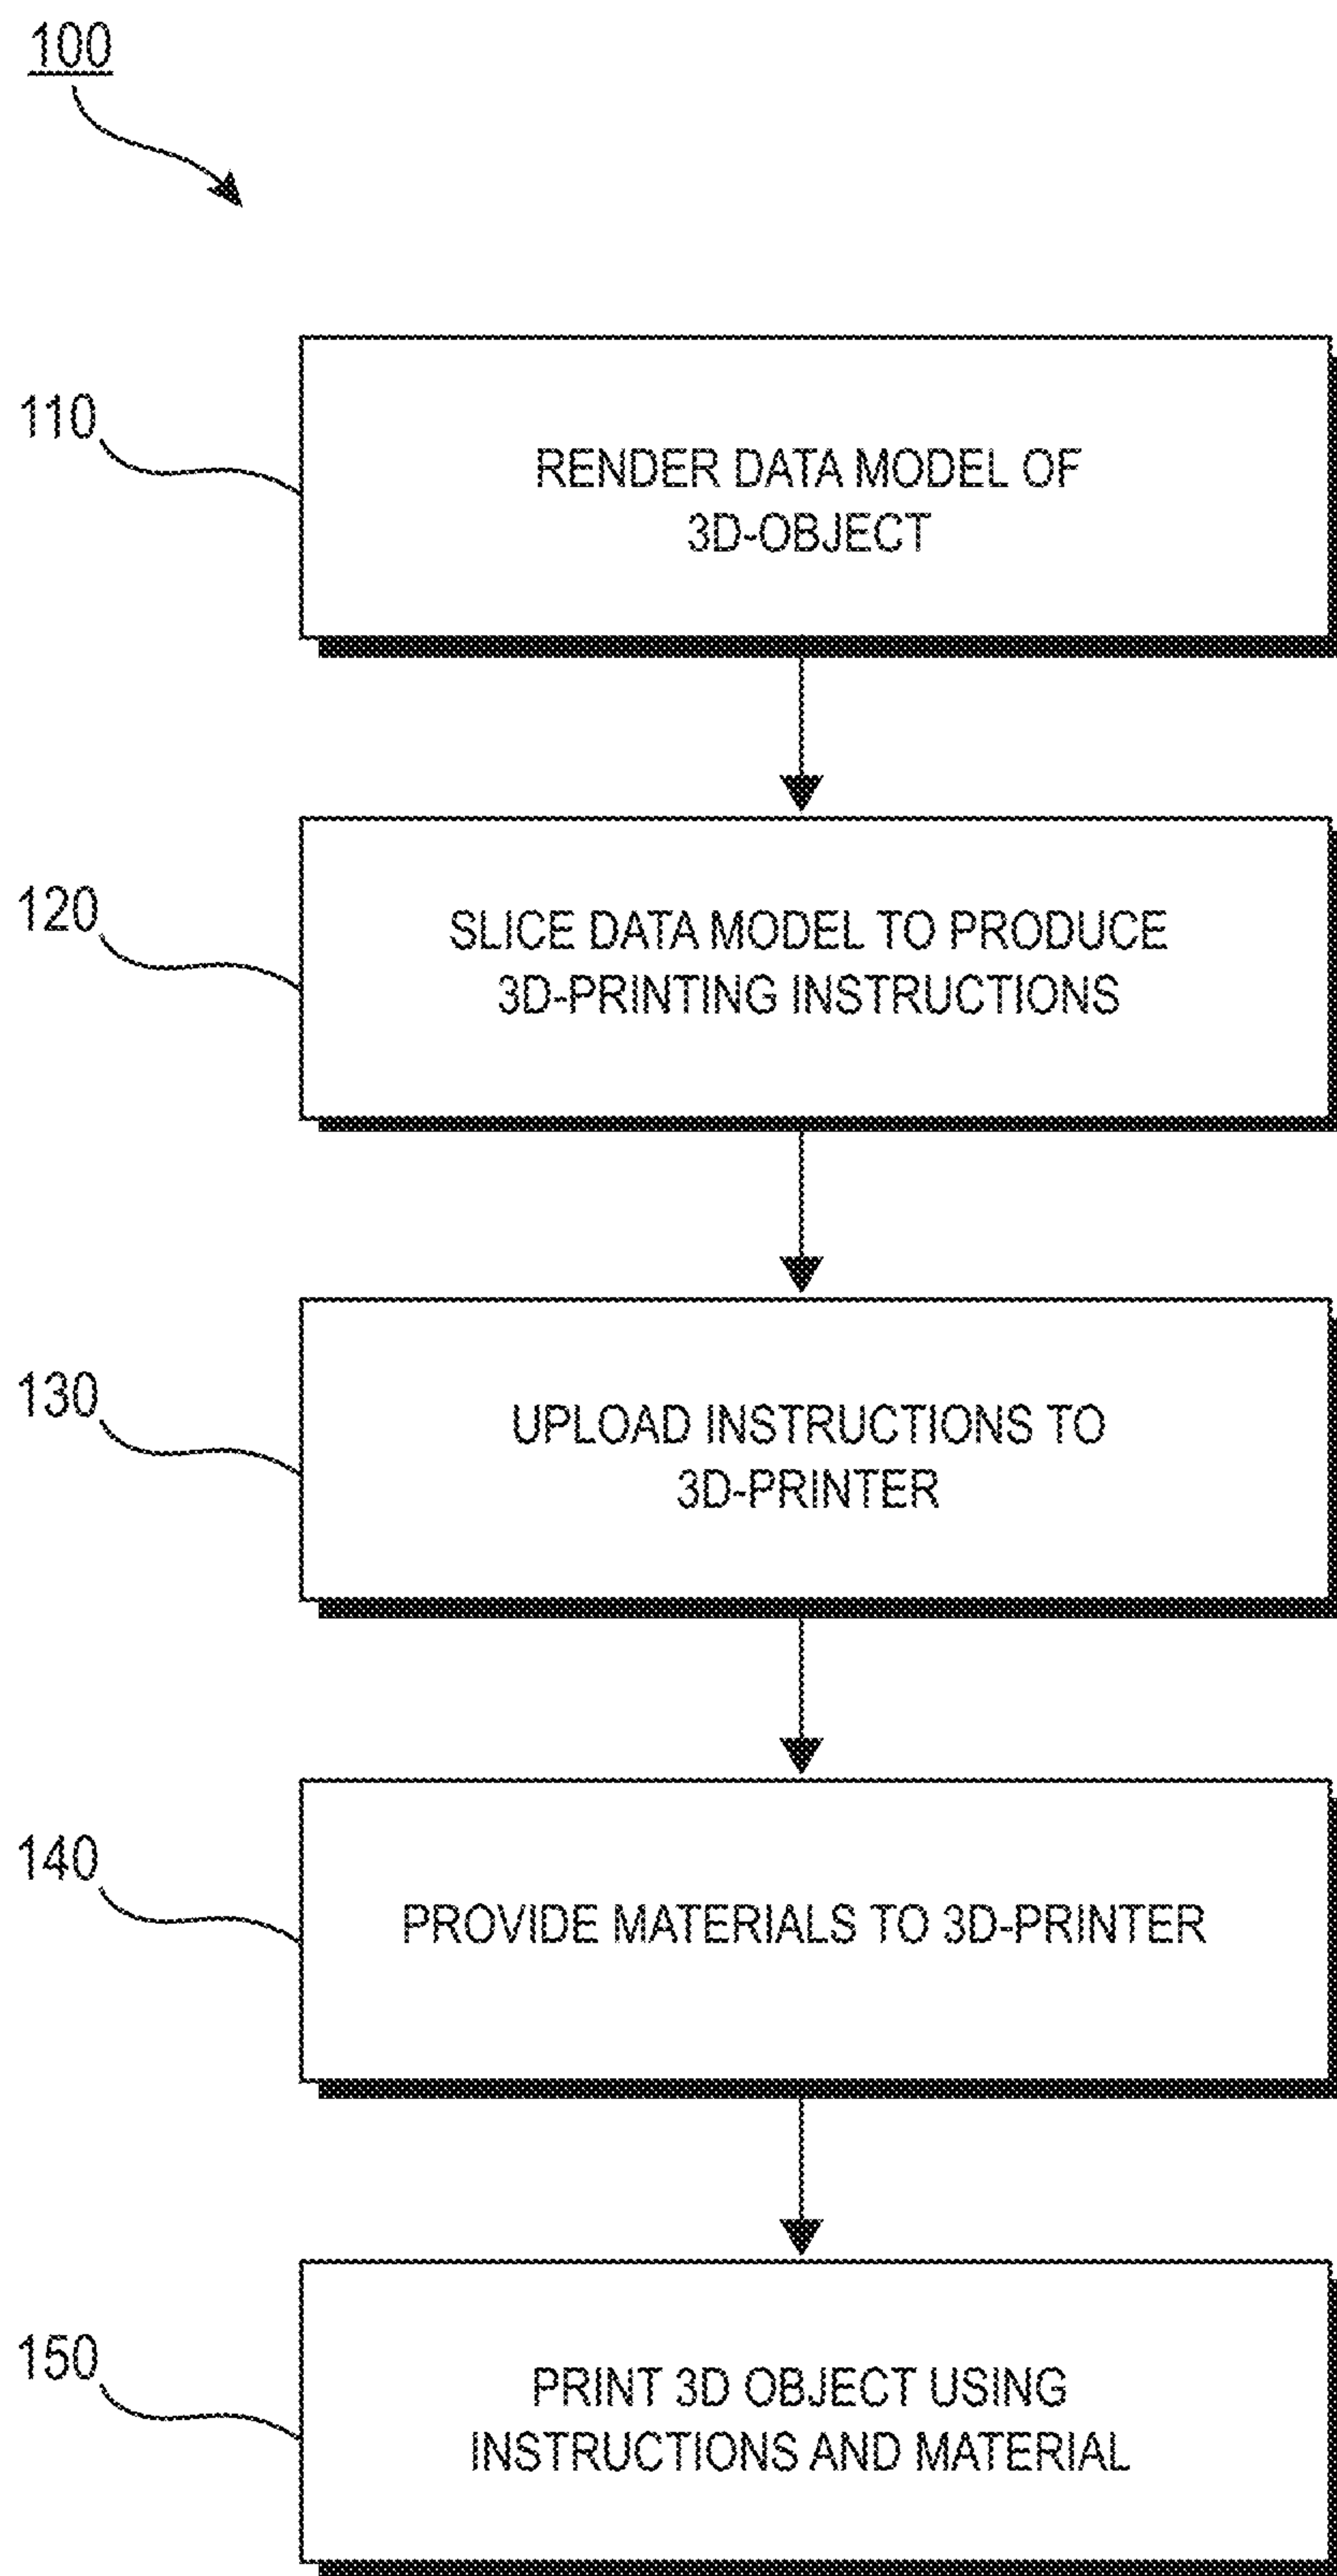 100
110
RENDER DATA MODEL OF
3D-OBJECT
120
SLICE DATA MODEL TO PRODUCE
3D-PRINTING INSTRUCTIONS
130
UPLOAD INSTRUCTIONS TO
3D-PRINTER
140
PROVIDE MATERIALS TO 3D-PRINTER
150
PRINT 3D OBJECT USING
INSTRUCTIONS AND MATERIAL